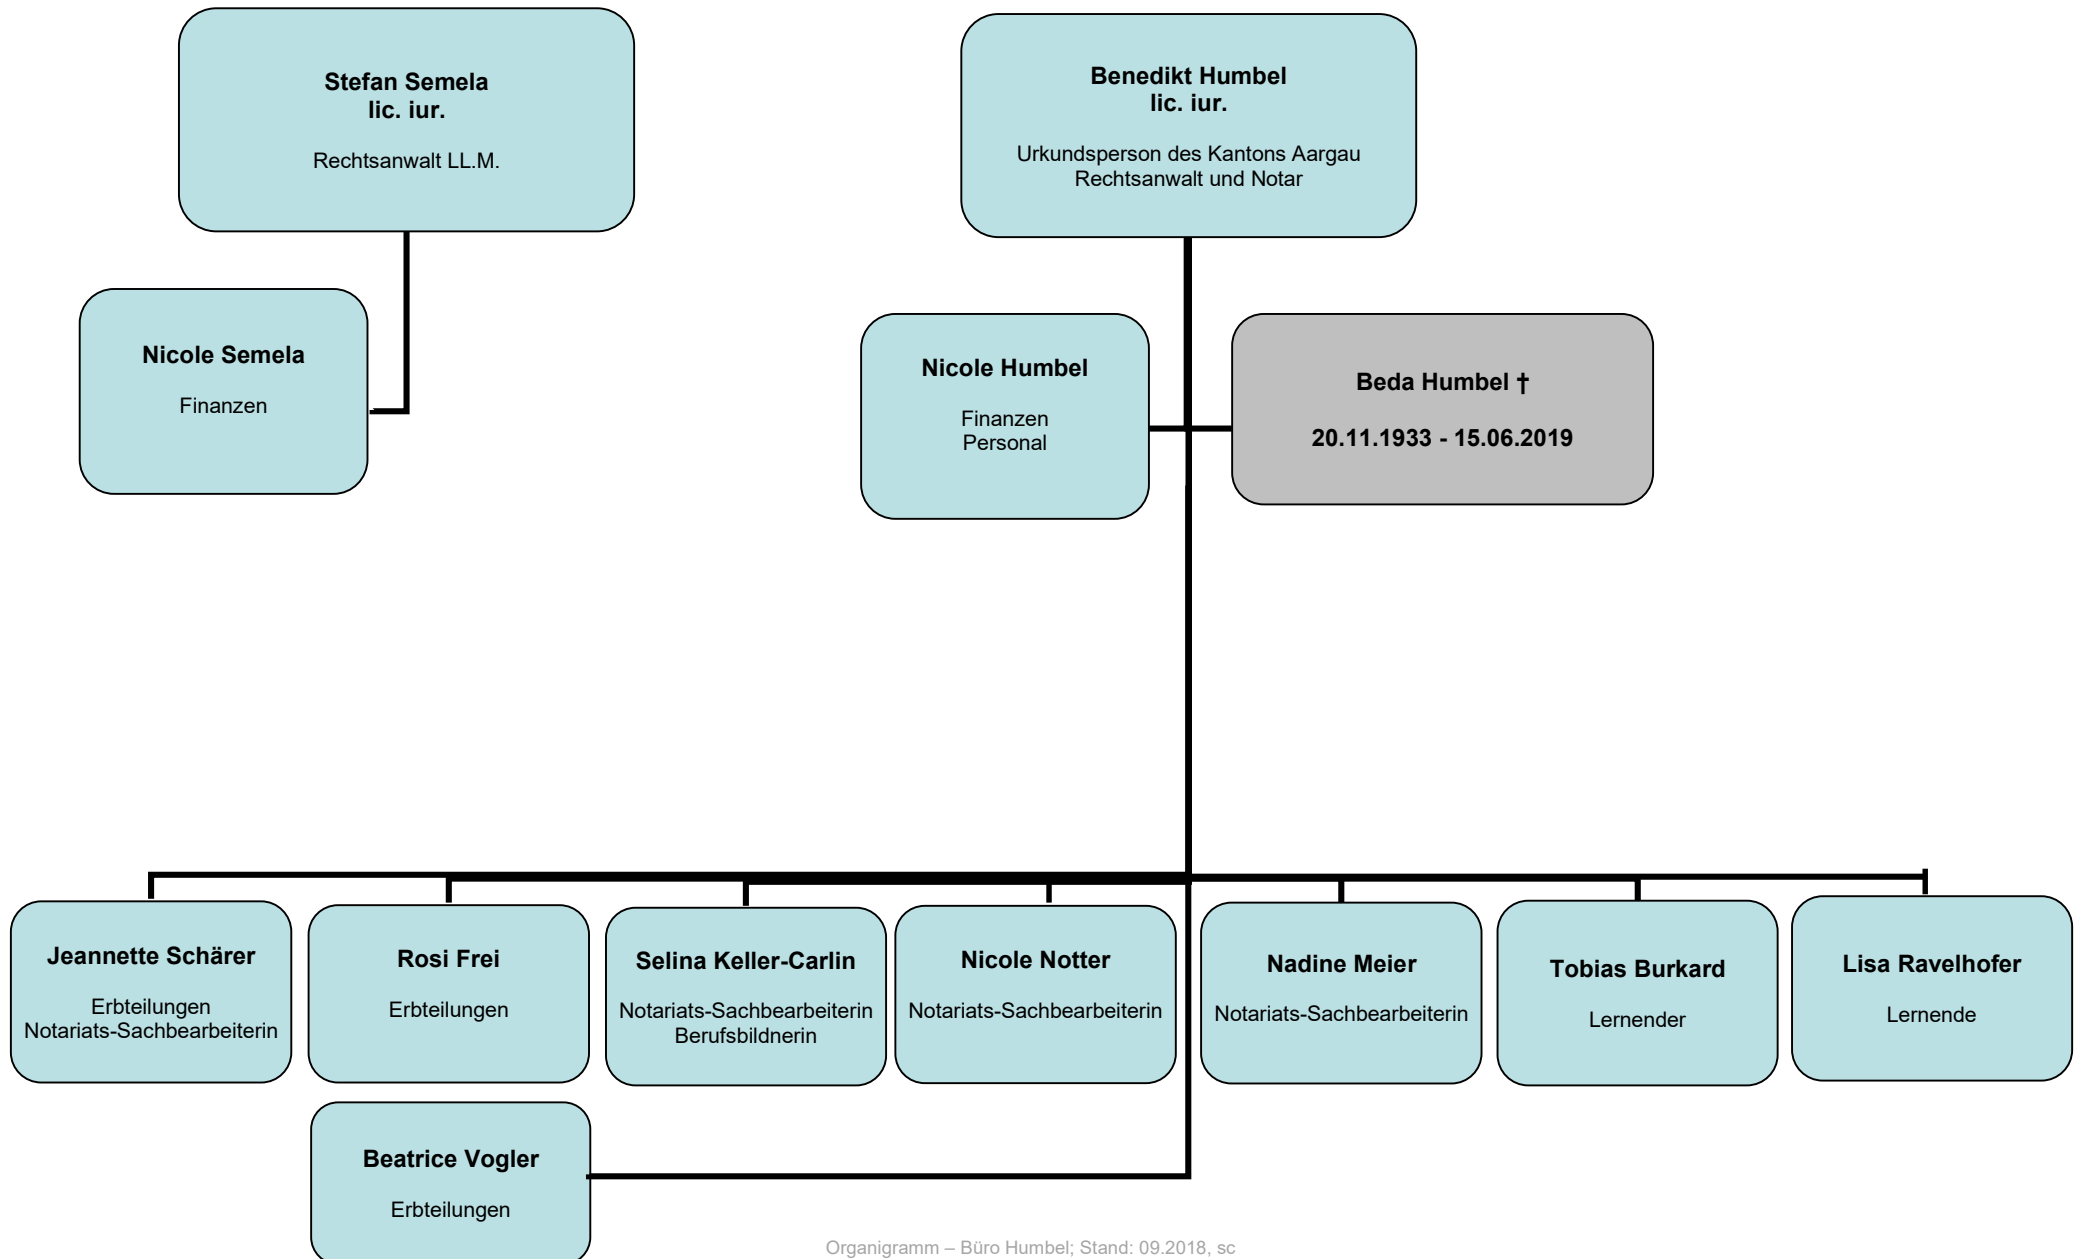 Stefan Semela
lic. iur.
Rechtsanwalt LL.M.
Benedikt Humbel
lic. iur.
Urkundsperson des Kantons Aargau
Rechtsanwalt und Notar
Nicole Semela
Finanzen
Nicole Humbel
Finanzen
Personal
Beda Humbel †
20.11.1933 - 15.06.2019
Jeannette Schärer
Erbteilungen
Notariats-Sachbearbeiterin
Rosi Frei
Erbteilungen
Selina Keller-Carlin
Notariats-Sachbearbeiterin
Berufsbildnerin
Nicole Notter
Notariats-Sachbearbeiterin
Nadine Meier
Notariats-Sachbearbeiterin
Tobias Burkard
Lernender
Lisa Ravelhofer
Lernende
Beatrice Vogler
Erbteilungen
Organigramm – Büro Humbel; Stand: 09.2018, sc